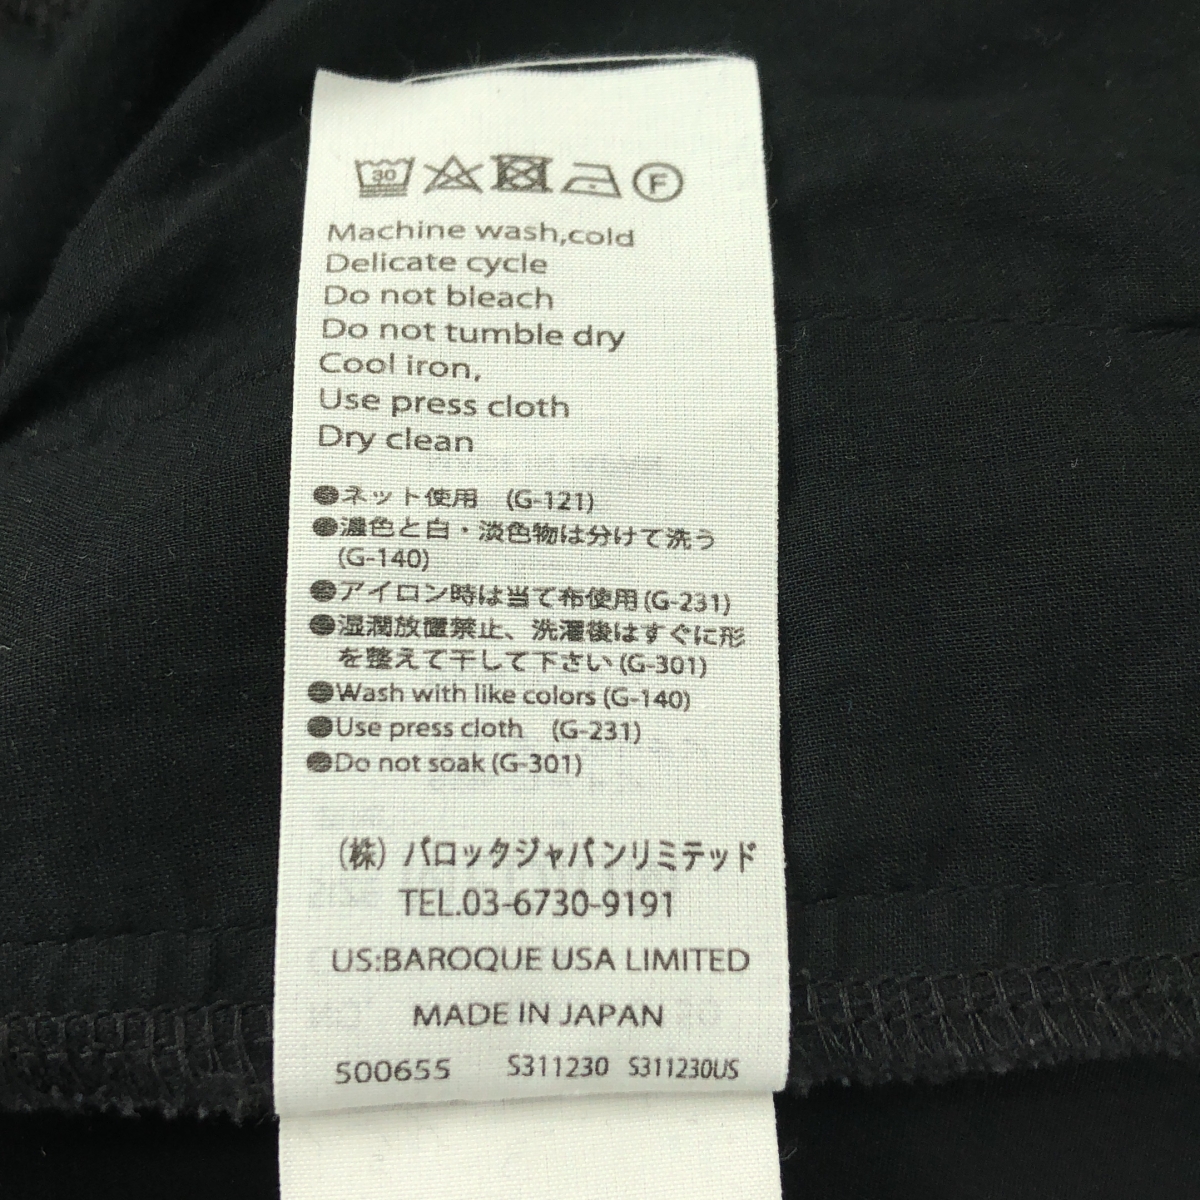 30 F
Machine wash,cold
Delicate cycle
Do not bleach
Do not tumble dry
Cool iron,
Use press cloth
Dry clean
●ネット使用 (G-121)
●濃色と白・淡色物は分けて洗う
(G-140)
●アイロン時は当て布使用(G-231)
●湿潤放置禁止、洗濯後はすぐに形
を整えて干して下さい(G-301)
●Wash with like colors (G-140)
●Use press cloth (G-231)
●Do not soak (G-301)
(株) バロックジャパンリミテッド
TEL.03-6730-9191
US:BAROQUE USA LIMITED
MADE IN JAPAN
500655 S311230 S311230US